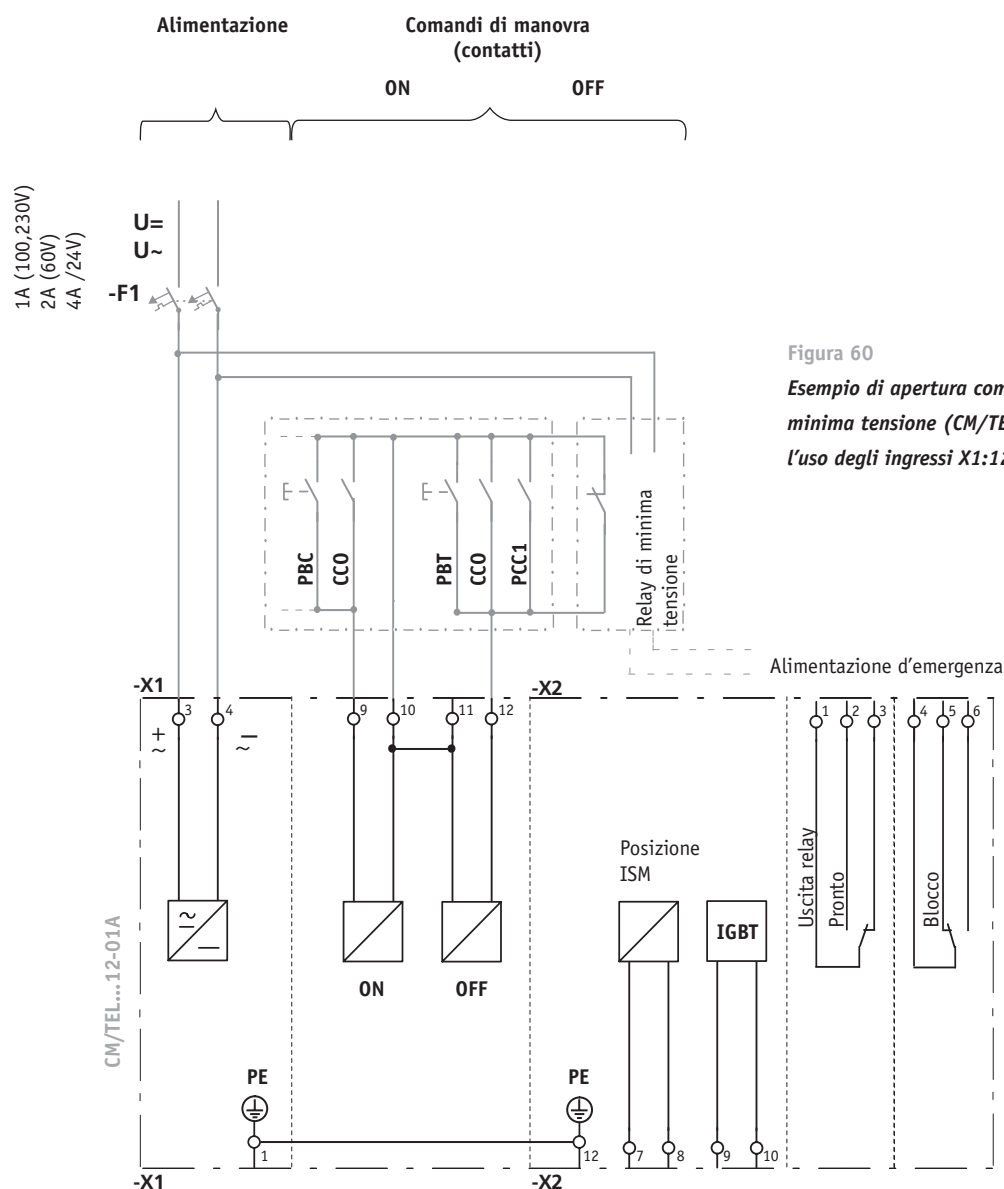 Alimentazione
Comandi di manovra
(contatti)
ON
OFF
1A (100,230V)
2A (60V)
4A /24V)
U=
U~
-F1
Figura 60
Esempio di apertura com
minima tensione (CM/TE
l'uso degli ingressi X1:12
PBC
CCO
PBT
CCO
PCC1
Relay di minima
tensione
Alimentazione d'emergenza
-X1
-X2
3
4
9
10
11
12
1
2
3
4
5
6
+
~
−
~
Posizione
ISM
Uscita relay
Pronto
Blocco
~
−
−
IGBT
ON
OFF
CM/TEL...12-01A
PE
PE
1
12
7
8
9
10
-X1
-X2